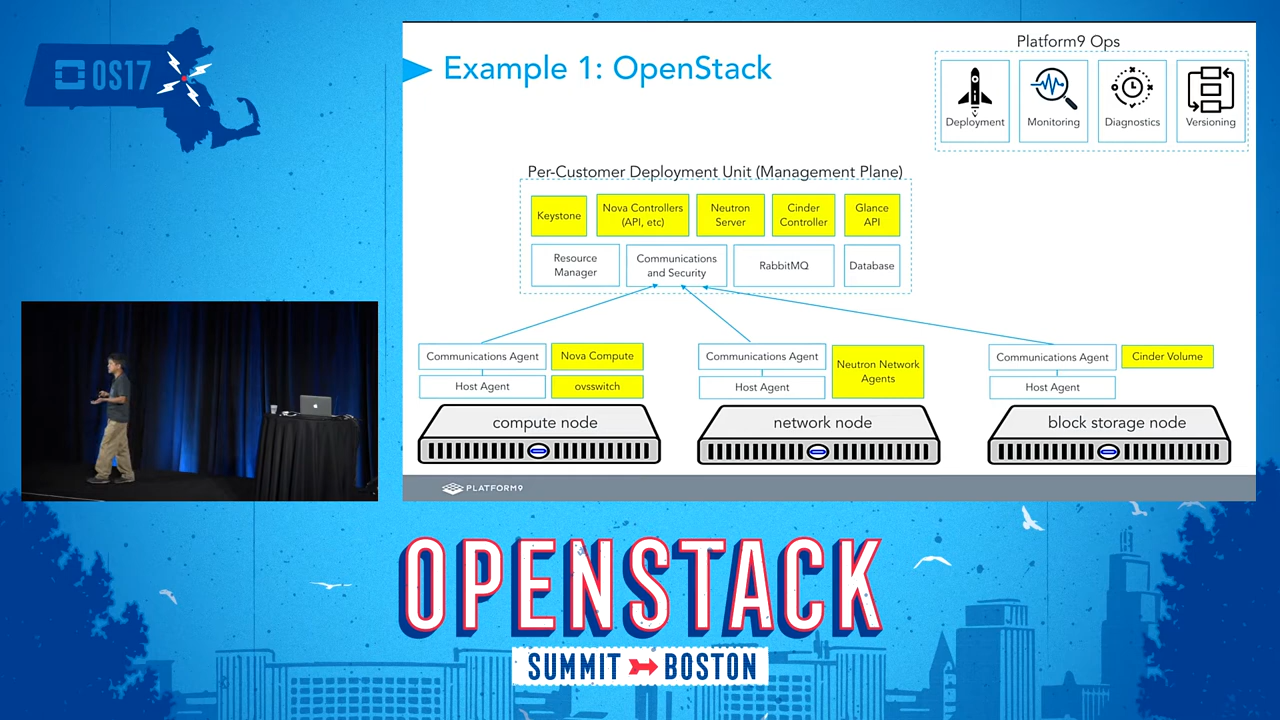 OS17
Example 1: OpenStack
Platform9 Ops
Deployment
Monitoring
Diagnostics
Versioning
Per-Customer Deployment Unit (Management Plane)
Keystone
Nova Controllers
(API, etc)
Neutron
Server
Cinder
Controller
Glance
API
Resource
Manager
Communications
and Security
RabbitMQ
Database
Communications Agent
Nova Compute
Host Agent
ovsswitch
compute node
Communications Agent
Neutron Network
Agents
Host Agent
network node
Communications Agent
Cinder Volume
Host Agent
block storage node
PLATFORM9
OPENSTACK
SUMMIT BOSTON